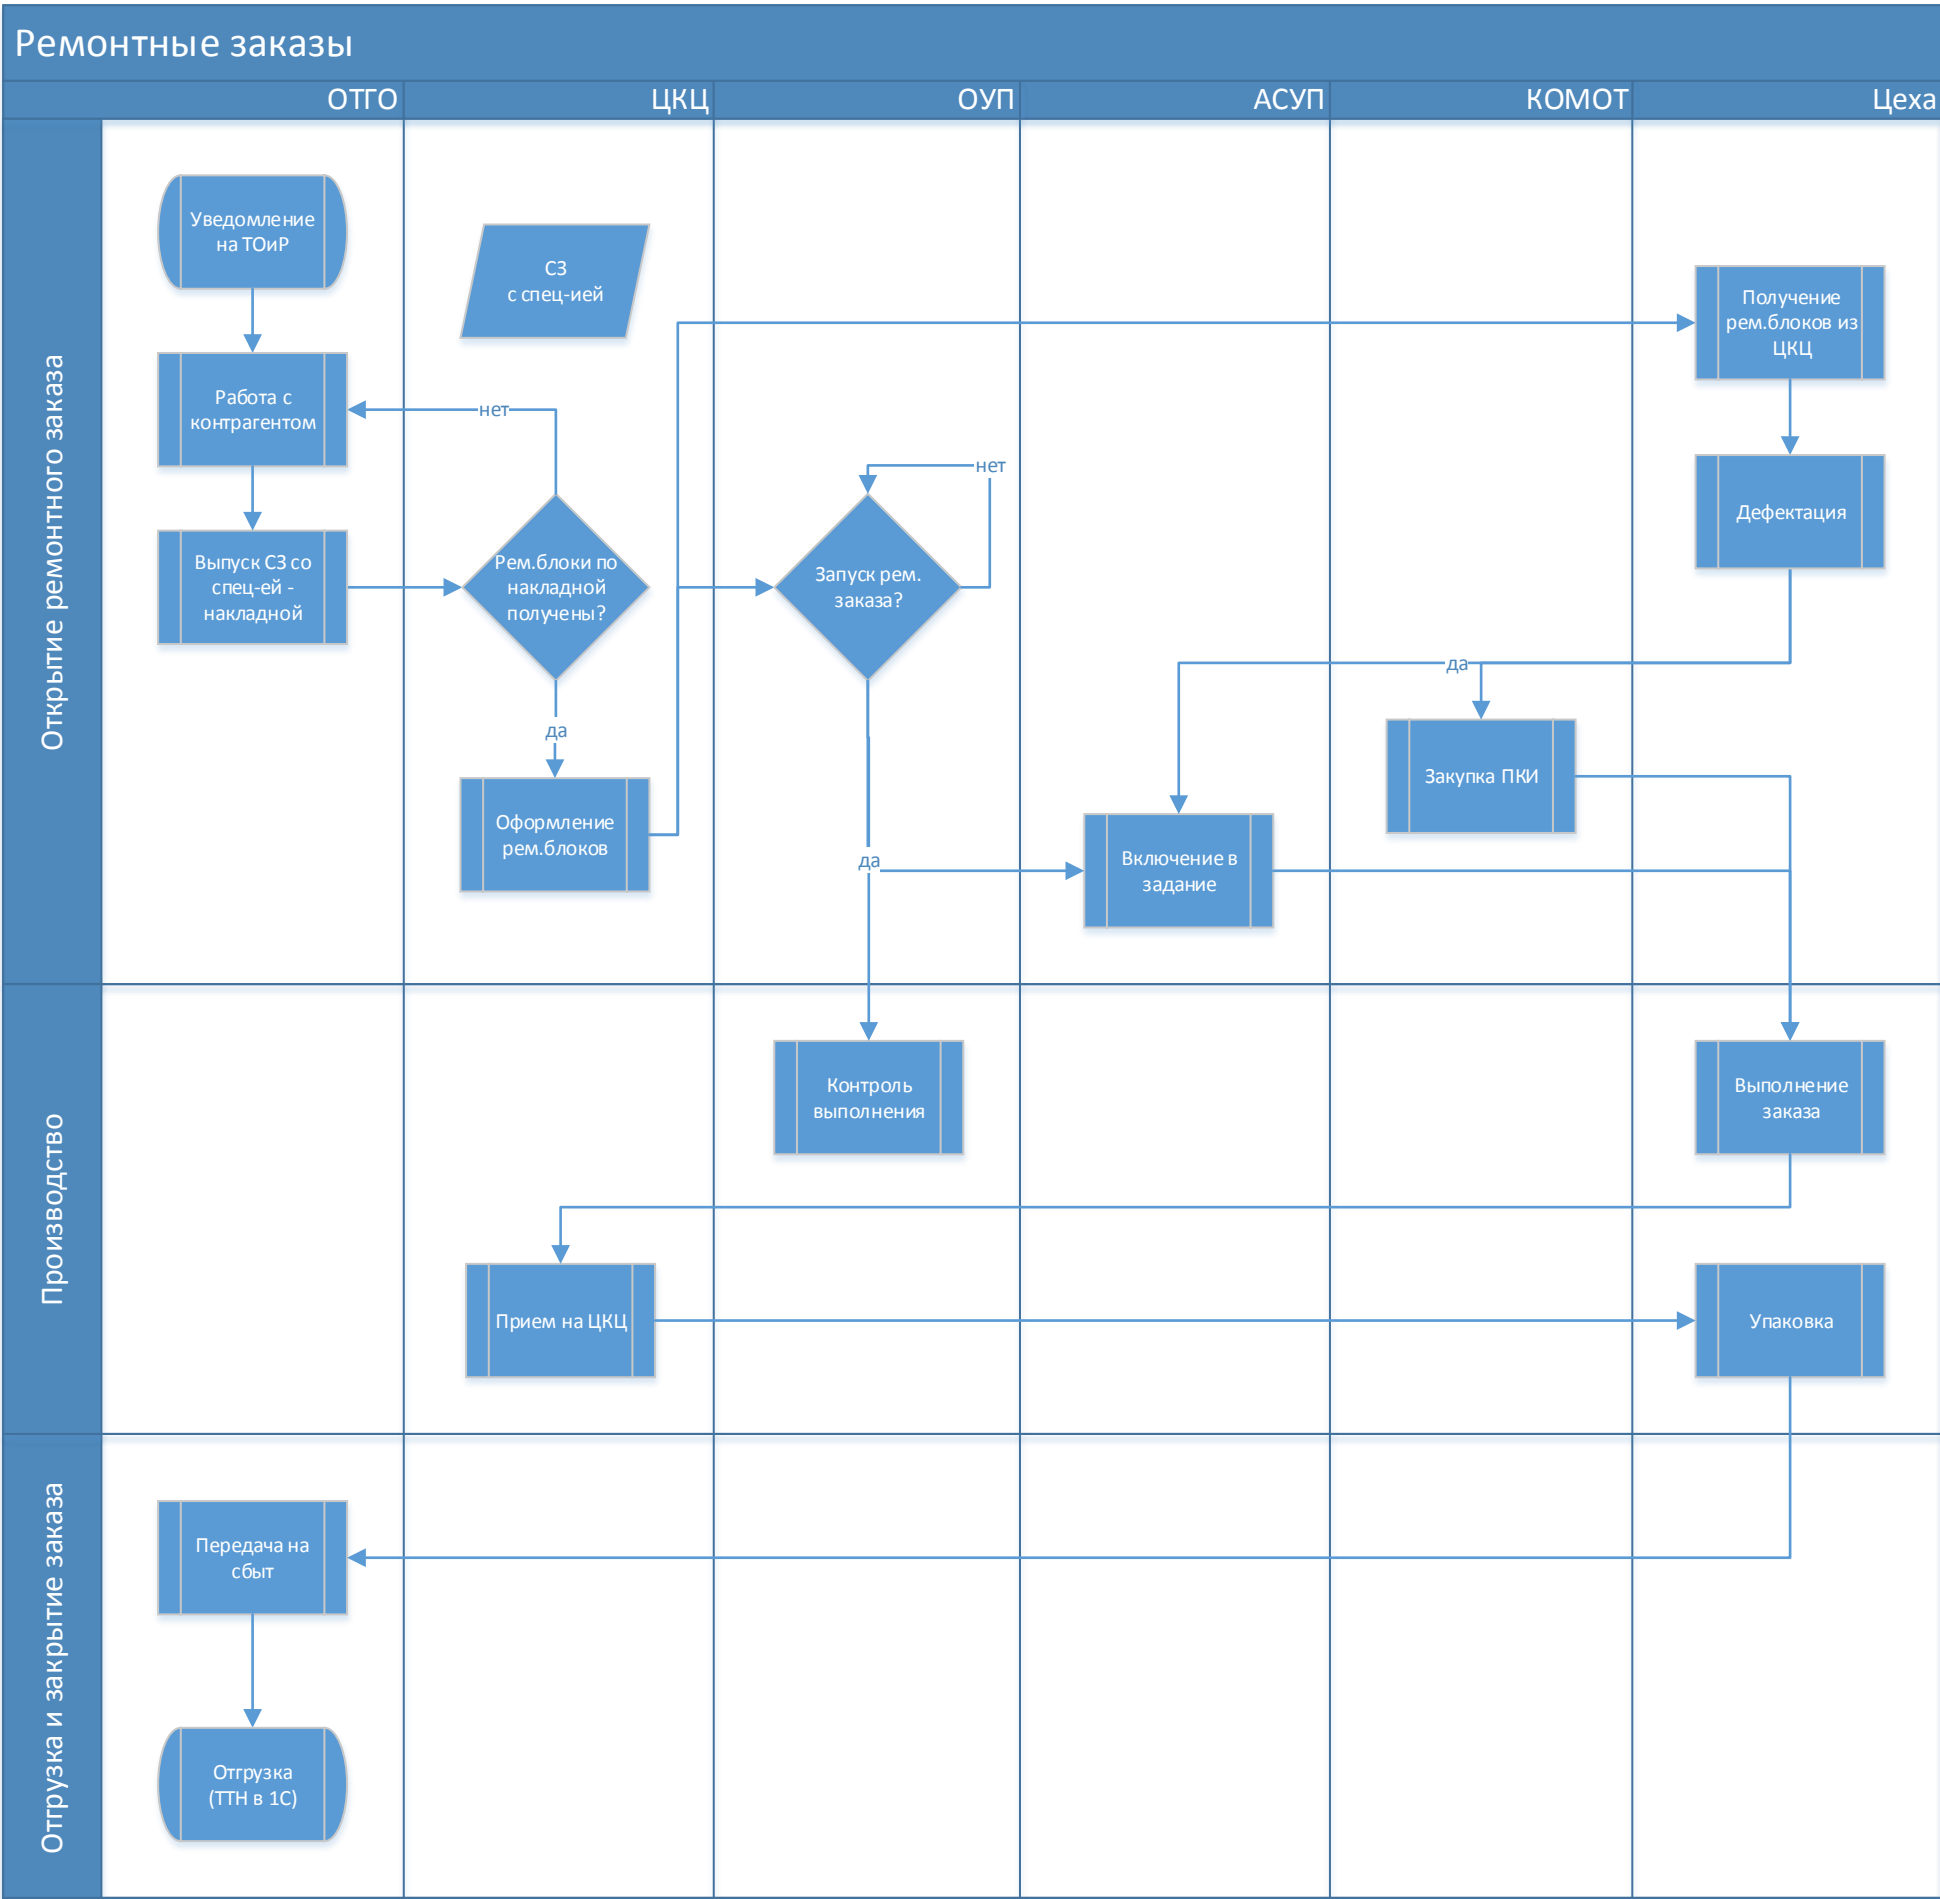 Ремонтные заказы
ОТГО
ЦКЦ
ОУП
АСУП
КОМОТ
Цеха
Открытие ремонтного заказа
Уведомление
на ТОиР
СЗ
с спец-ией
Получение
рем.блоков из
ЦКЦ
Работа с
контрагентом
нет
нет
Дефектация
Выпуск СЗ со
спец-ей -
накладной
Рем.блоки по
накладной
получены?
Запуск рем.
заказа?
да
да
Закупка ПКИ
Оформление
рем.блоков
да
Включение в
задание
Производство
Контроль
выполнения
Выполнение
заказа
Прием на ЦКЦ
Упаковка
Отгрузка и закрытие заказа
Передача на
сбыт
Отгрузка
(ТТН в 1С)